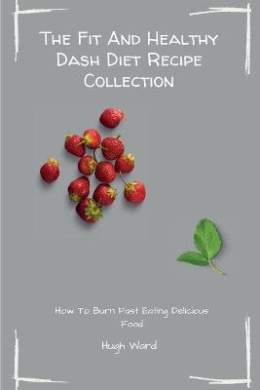 The Fit And Healthy
Dash Diet Recipe
Collection
How To Burn Fast Eating Delicious
Food
Hugh Ward